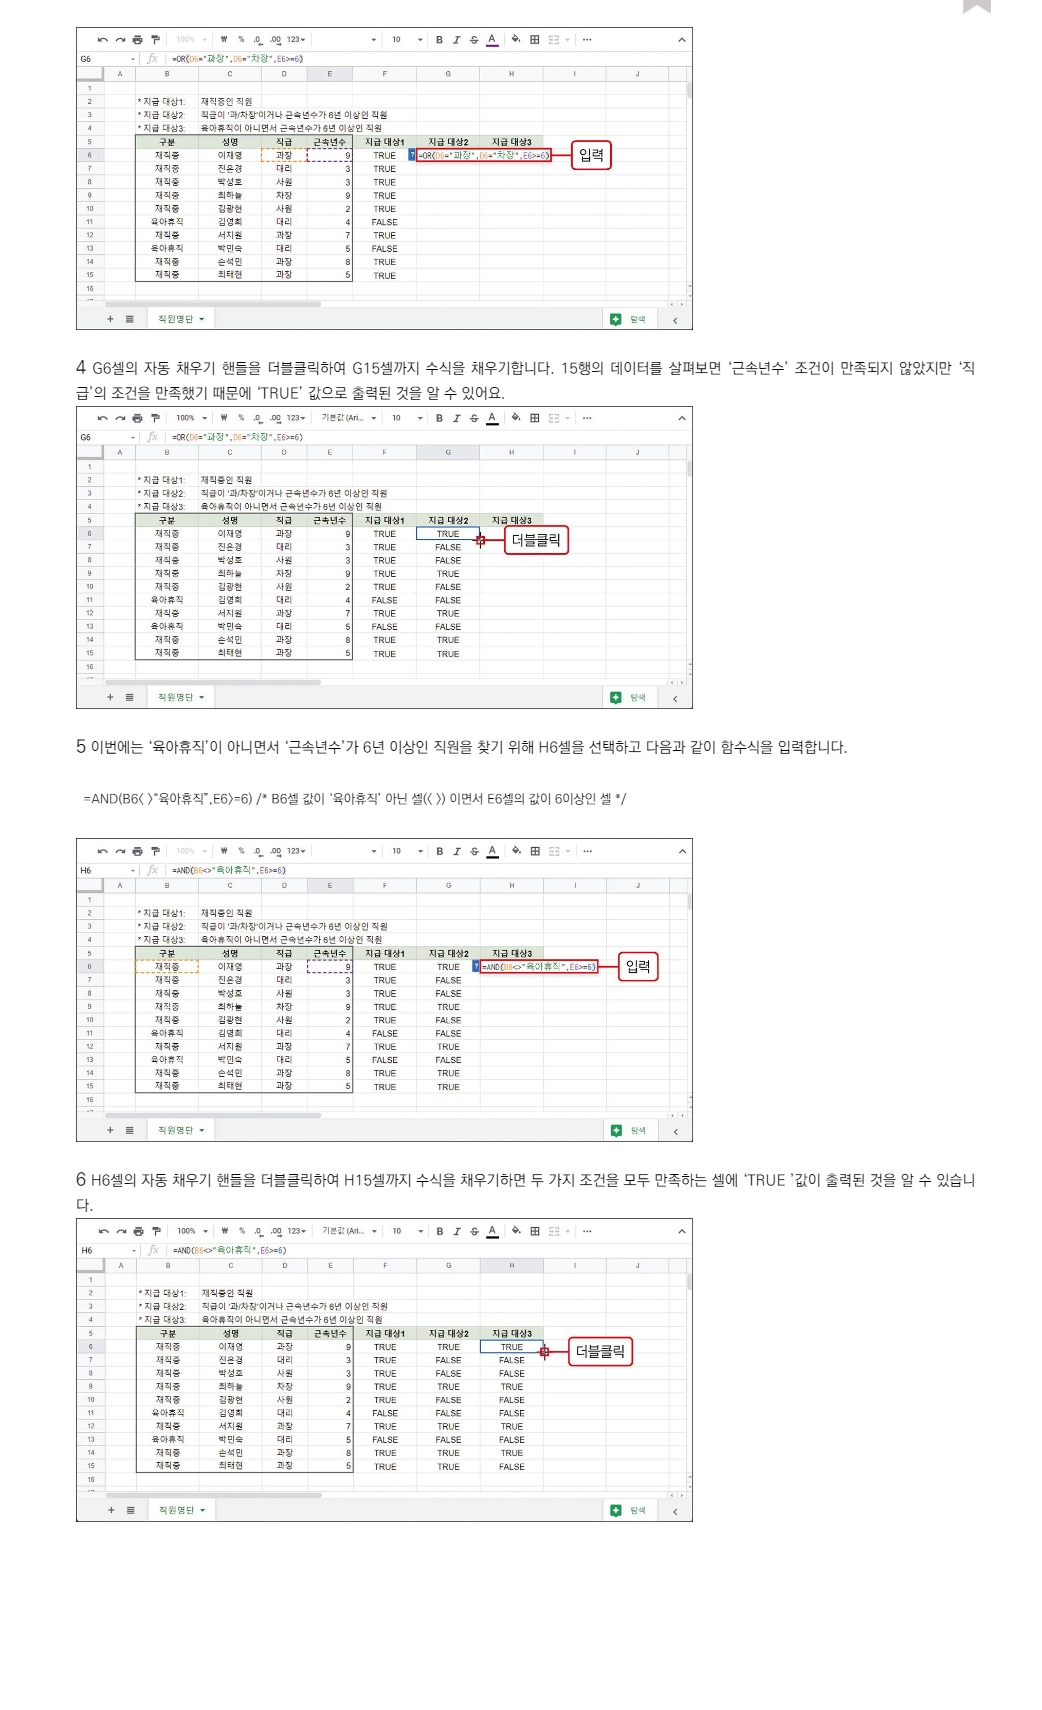 100% ₩ % .0 .00 123 10 B I S A
G6 fx =OR(D6="과장",D6="차장",E6>=6)
A B C D E F G H I J
1
2 * 지급 대상1: 재직중인 직원
3 * 지급 대상2: 직급이 '과/차장'이거나 근속년수가 6년 이상인 직원
4 * 지급 대상3: 육아휴직이 아니면서 근속년수가 6년 이상인 직원
5 구분 성명 직급 근속년수 지급 대상1 지급 대상2 지급 대상3
6 재직중 이재영 과장 9 TRUE ? =OR(D6="과장",D6="차장",E6>=6) 입력
7 재직중 진은경 대리 3 TRUE
8 재직중 박성호 사원 3 TRUE
9 재직중 최하늘 차장 9 TRUE
10 재직중 김광현 사원 2 TRUE
11 육아휴직 김영희 대리 4 FALSE
12 재직중 서지원 과장 7 TRUE
13 육아휴직 박민숙 대리 5 FALSE
14 재직중 손석민 과장 8 TRUE
15 재직중 최태현 과장 5 TRUE
16
+ 직원명단 탐색
4 G6셀의 자동 채우기 핸들을 더블클릭하여 G15셀까지 수식을 채우기합니다. 15행의 데이터를 살펴보면 ‘근속년수’ 조건이 만족되지 않았지만 ‘직
급’의 조건을 만족했기 때문에 ‘TRUE’ 값으로 출력된 것을 알 수 있어요.
100% ₩ % .0 .00 123 기본값 (Ari... 10 B I S A
G6 fx =OR(D6="과장",D6="차장",E6>=6)
A B C D E F G H I J
1
2 * 지급 대상1: 재직중인 직원
3 * 지급 대상2: 직급이 '과/차장'이거나 근속년수가 6년 이상인 직원
4 * 지급 대상3: 육아휴직이 아니면서 근속년수가 6년 이상인 직원
5 구분 성명 직급 근속년수 지급 대상1 지급 대상2 지급 대상3
6 재직중 이재영 과장 9 TRUE TRUE 더블클릭
7 재직중 진은경 대리 3 TRUE FALSE
8 재직중 박성호 사원 3 TRUE FALSE
9 재직중 최하늘 차장 9 TRUE TRUE
10 재직중 김광현 사원 2 TRUE FALSE
11 육아휴직 김영희 대리 4 FALSE FALSE
12 재직중 서지원 과장 7 TRUE TRUE
13 육아휴직 박민숙 대리 5 FALSE FALSE
14 재직중 손석민 과장 8 TRUE TRUE
15 재직중 최태현 과장 5 TRUE TRUE
16
+ 직원명단 탐색
5 이번에는 ‘육아휴직’이 아니면서 ‘근속년수’가 6년 이상인 직원을 찾기 위해 H6셀을 선택하고 다음과 같이 함수식을 입력합니다.
=AND(B6〈 〉“육아휴직”,E6〉=6) /* B6셀 값이 ‘육아휴직’ 아닌 셀(〈 〉) 이면서 E6셀의 값이 6이상인 셀 */
100% ₩ % .0 .00 123 10 B I S A
H6 fx =AND(B6<>"육아휴직",E6>=6)
A B C D E F G H I J
1
2 * 지급 대상1: 재직중인 직원
3 * 지급 대상2: 직급이 '과/차장'이거나 근속년수가 6년 이상인 직원
4 * 지급 대상3: 육아휴직이 아니면서 근속년수가 6년 이상인 직원
5 구분 성명 직급 근속년수 지급 대상1 지급 대상2 지급 대상3
6 재직중 이재영 과장 9 TRUE TRUE ? =AND(B6<>"육아휴직",E6>=6) 입력
7 재직중 진은경 대리 3 TRUE FALSE
8 재직중 박성호 사원 3 TRUE FALSE
9 재직중 최하늘 차장 9 TRUE TRUE
10 재직중 김광현 사원 2 TRUE FALSE
11 육아휴직 김영희 대리 4 FALSE FALSE
12 재직중 서지원 과장 7 TRUE TRUE
13 육아휴직 박민숙 대리 5 FALSE FALSE
14 재직중 손석민 과장 8 TRUE TRUE
15 재직중 최태현 과장 5 TRUE TRUE
16
+ 직원명단 탐색
6 H6셀의 자동 채우기 핸들을 더블클릭하여 H15셀까지 수식을 채우기하면 두 가지 조건을 모두 만족하는 셀에 ‘TRUE ’값이 출력된 것을 알 수 있습니
다.
100% ₩ % .0 .00 123 기본값 (Ari... 10 B I S A
H6 fx =AND(B6<>"육아휴직",E6>=6)
A B C D E F G H I J
1
2 * 지급 대상1: 재직중인 직원
3 * 지급 대상2: 직급이 '과/차장'이거나 근속년수가 6년 이상인 직원
4 * 지급 대상3: 육아휴직이 아니면서 근속년수가 6년 이상인 직원
5 구분 성명 직급 근속년수 지급 대상1 지급 대상2 지급 대상3
6 재직중 이재영 과장 9 TRUE TRUE TRUE 더블클릭
7 재직중 진은경 대리 3 TRUE FALSE FALSE
8 재직중 박성호 사원 3 TRUE FALSE FALSE
9 재직중 최하늘 차장 9 TRUE TRUE TRUE
10 재직중 김광현 사원 2 TRUE FALSE FALSE
11 육아휴직 김영희 대리 4 FALSE FALSE FALSE
12 재직중 서지원 과장 7 TRUE TRUE TRUE
13 육아휴직 박민숙 대리 5 FALSE FALSE FALSE
14 재직중 손석민 과장 8 TRUE TRUE TRUE
15 재직중 최태현 과장 5 TRUE TRUE FALSE
16
+ 직원명단 탐색